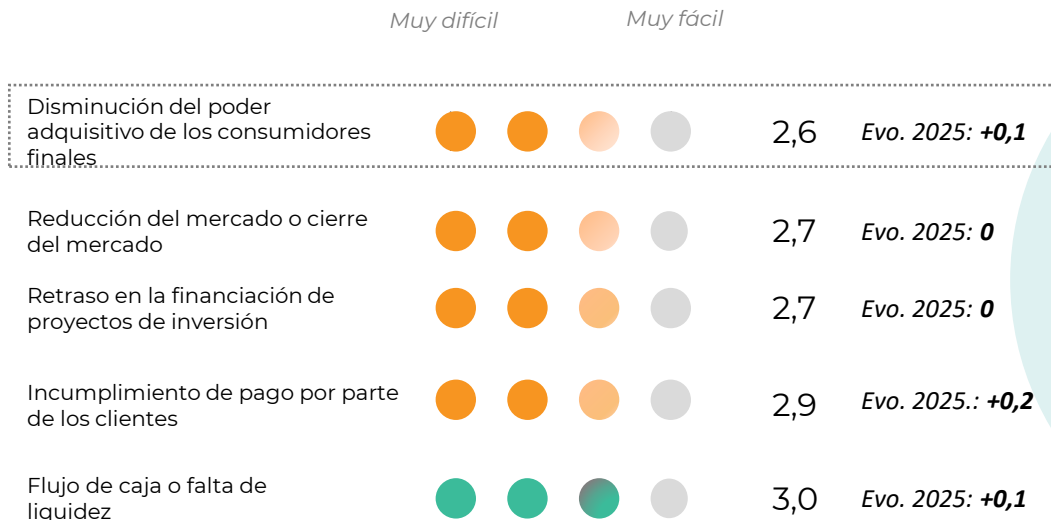 Muy difícil Muy fácil
Disminución del poder
adquisitivo de los consumidores
finales
2,6 Evo. 2025: +0,1
Reducción del mercado o cierre
del mercado
2,7 Evo. 2025: 0
Retraso en la financiación de
proyectos de inversión
2,7 Evo. 2025: 0
Incumplimiento de pago por parte
de los clientes
2,9 Evo. 2025.: +0,2
Flujo de caja o falta de
liquidez
3,0 Evo. 2025: +0,1